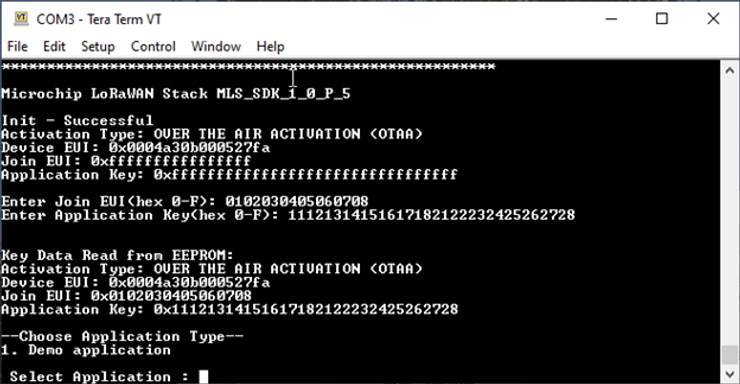 COM3 - Tera Term VT
File Edit Setup Control Window Help
*******************************************************
Microchip LoRaWAN Stack MLS_SDK_1_0_P_5
Init - Successful
Activation Type: OVER THE AIR ACTIVATION (OTAA)
Device EUI: 0x0004a30b000527fa
Join EUI: 0xffffffffffffffff
Application Key: 0xffffffffffffffffffffffffffffffff
Enter Join EUI(hex 0-F): 0102030405060708
Enter Application Key(hex 0-F): 11121314151617182122232425262728
Key Data Read from EEPROM:
Activation Type: OVER THE AIR ACTIVATION (OTAA)
Device EUI: 0x0004a30b000527fa
Join EUI: 0x0102030405060708
Application Key: 0x11121314151617182122232425262728
--Choose Application Type--
1. Demo application
Select Application :